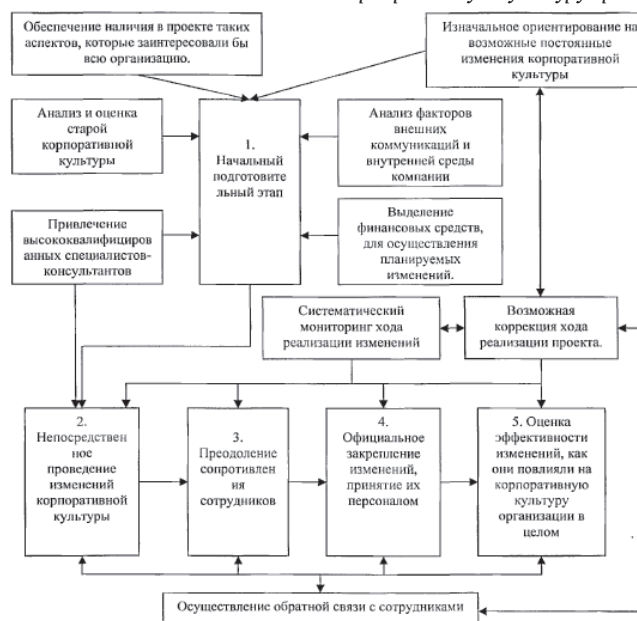 Обеспечение наличия в проекте таких
аспектов, которые заинтересовали бы
всю организацию.
Изначальное ориентирование на
возможные постоянные
изменения корпоративной
культуры
Анализ и оценка
старой
корпоративной
культуры
1.
Начальный
подготовите
льный этап
Анализ факторов
внешних
коммуникаций и
внутренней среды
компании
Привлечение
высококвалифициров
анных специалистов-
консультантов
Выделение
финансовых средств,
для осуществления
планируемых
изменений.
Систематический
мониторинг хода
реализации изменений
Возможная
коррекция хода
реализации проекта.
2.
Непосредствен
ное
проведение
изменений
корпоративной
культуры
3.
Преодоление
сопротивлен
ия
сотрудников
4.
Официальное
закрепление
изменений,
принятие их
персоналом
5. Оценка
эффективности
изменений, как
они повлияли на
корпоративную
культуру
организации в
целом
Осуществление обратной связи с сотрудниками